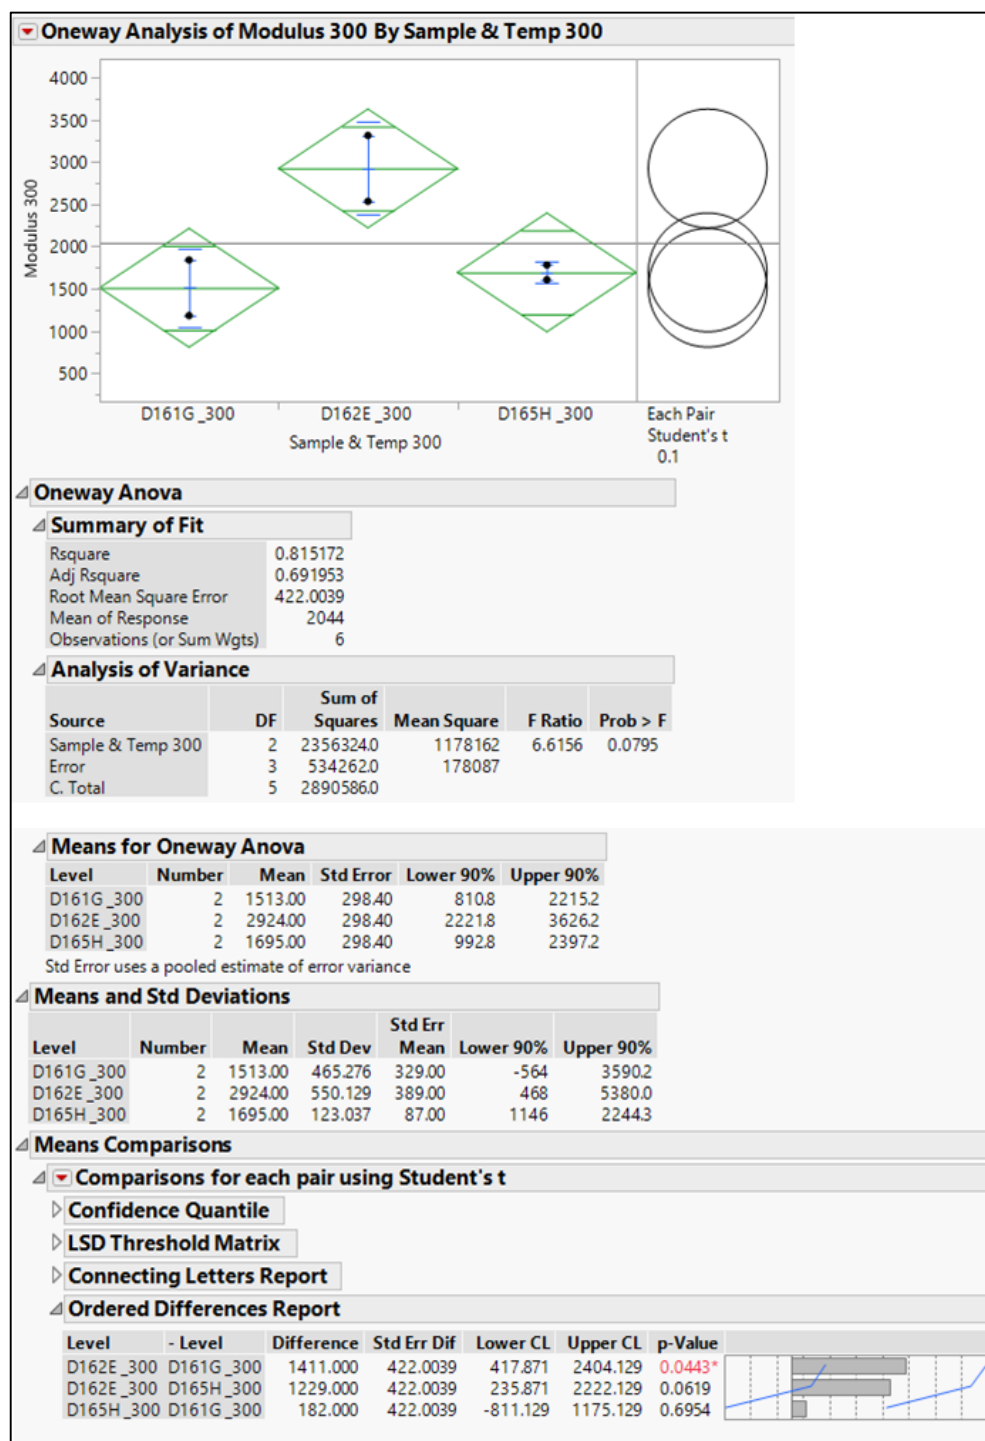 Oneway Analysis of Modulus 300 By Sample & Temp 300
4000
3500
3000
2500
2000
1500
1000
500
Modulus 300
D161G_300 D162E_300 D165H_300
Sample & Temp 300
Each Pair
Student's t
0.1
Oneway Anova
Summary of Fit
Rsquare 0.815172
Adj Rsquare 0.691953
Root Mean Square Error 422.0039
Mean of Response 2044
Observations (or Sum Wgts) 6
Analysis of Variance
Sum of
Source DF Squares Mean Square F Ratio Prob > F
Sample & Temp 300 2 2356324.0 1178162 6.6156 0.0795
Error 3 534262.0 178087
C. Total 5 2890586.0
Means for Oneway Anova
Level Number Mean Std Error Lower 90% Upper 90%
D161G_300 2 1513.00 298.40 810.8 2215.2
D162E_300 2 2924.00 298.40 2221.8 3626.2
D165H_300 2 1695.00 298.40 992.8 2397.2
Std Error uses a pooled estimate of error variance
Means and Std Deviations
Std Err
Level Number Mean Std Dev Mean Lower 90% Upper 90%
D161G_300 2 1513.00 465.276 329.00 -564 3590.2
D162E_300 2 2924.00 550.129 389.00 468 5380.0
D165H_300 2 1695.00 123.037 87.00 1146 2244.3
Means Comparisons
Comparisons for each pair using Student's t
Confidence Quantile
LSD Threshold Matrix
Connecting Letters Report
Ordered Differences Report
Level - Level Difference Std Err Dif Lower CL Upper CL p-Value
D162E_300 D161G_300 1411.000 422.0039 417.871 2404.129 0.0443*
D162E_300 D165H_300 1229.000 422.0039 235.871 2222.129 0.0619
D165H_300 D161G_300 182.000 422.0039 -811.129 1175.129 0.6954